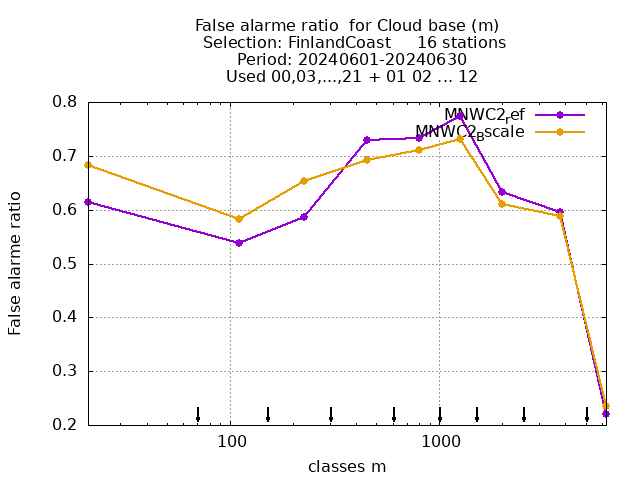 False alarme ratio  for Cloud base (m)
Selection: FinlandCoast     16 stations
Period: 20240601-20240630
Used 00,03,...,21 + 01 02 ... 12
MNWC2ref
MNWC2Bscale
0.8
0.7
0.6
0.5
0.4
0.3
0.2
False alarme ratio
100
1000
classes m